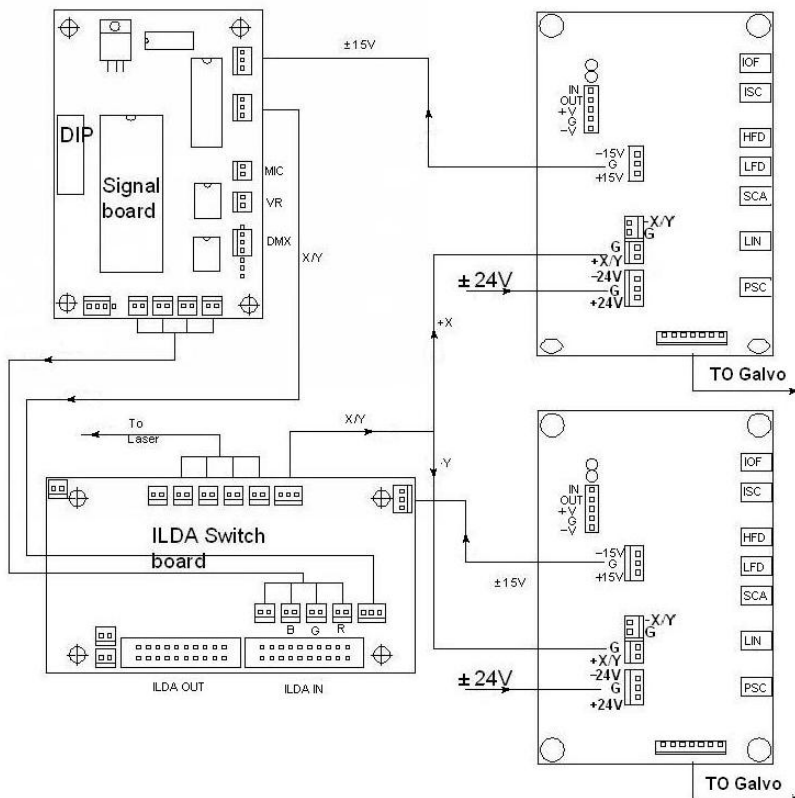 ±15V
DIP
Signal
board
MIC
VR
DMX
X/Y
IN
OUT
+V
G
-V
-15V
G
+15V
-X/Y
G
G
+X/Y
-24V
G
+24V
±24V
IOF
ISC
HFD
LFD
SCA
LIN
PSC
TO Galvo
+X
X/Y
-Y
To
Laser
ILDA Switch
board
B
G
R
ILDA OUT
ILDA IN
±15V
IN
OUT
+V
G
-V
-15V
G
+15V
-X/Y
G
G
+X/Y
-24V
G
+24V
±24V
IOF
ISC
HFD
LFD
SCA
LIN
PSC
TO Galvo